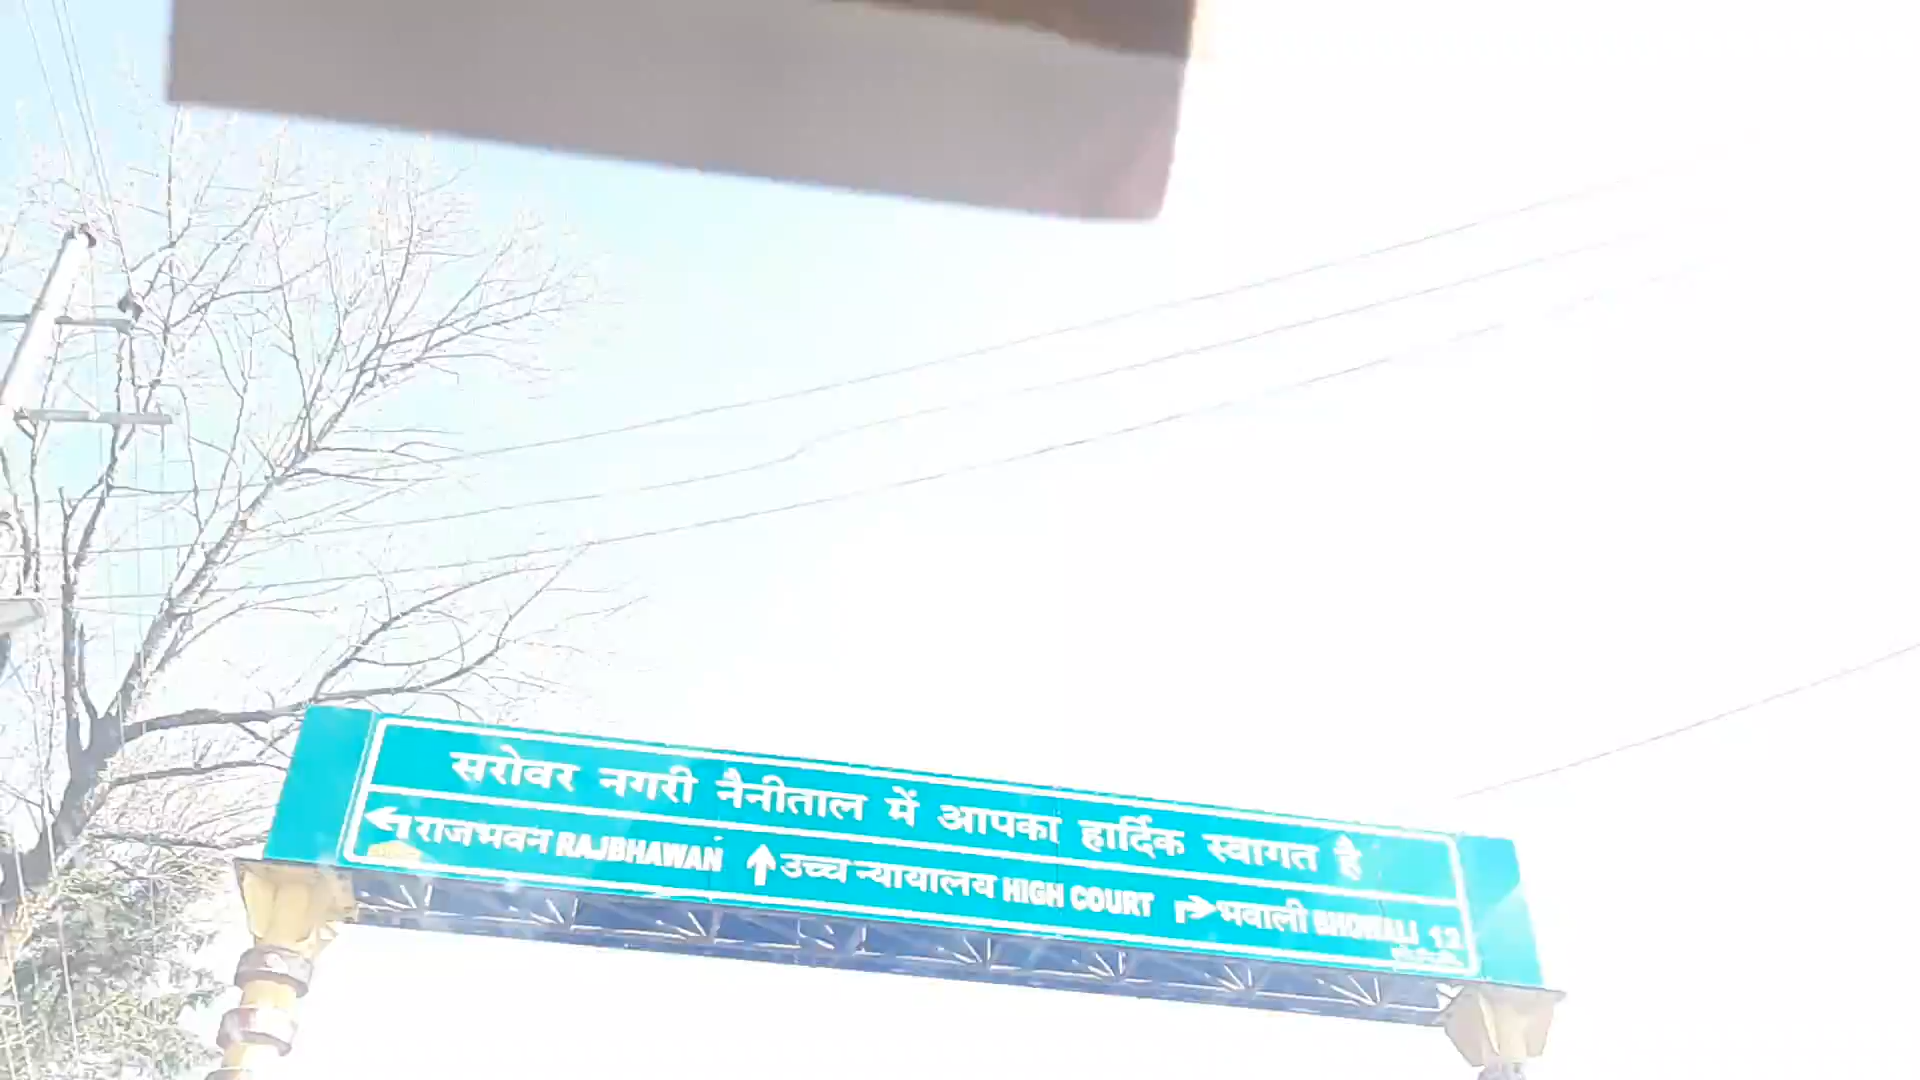 सरोवर नगरी नैनीताल में आपका हार्दिक स्वागत है
राजभवन RAJBHAWAN उच्च न्यायालय HIGH COURT भवाली BHOWALI 12